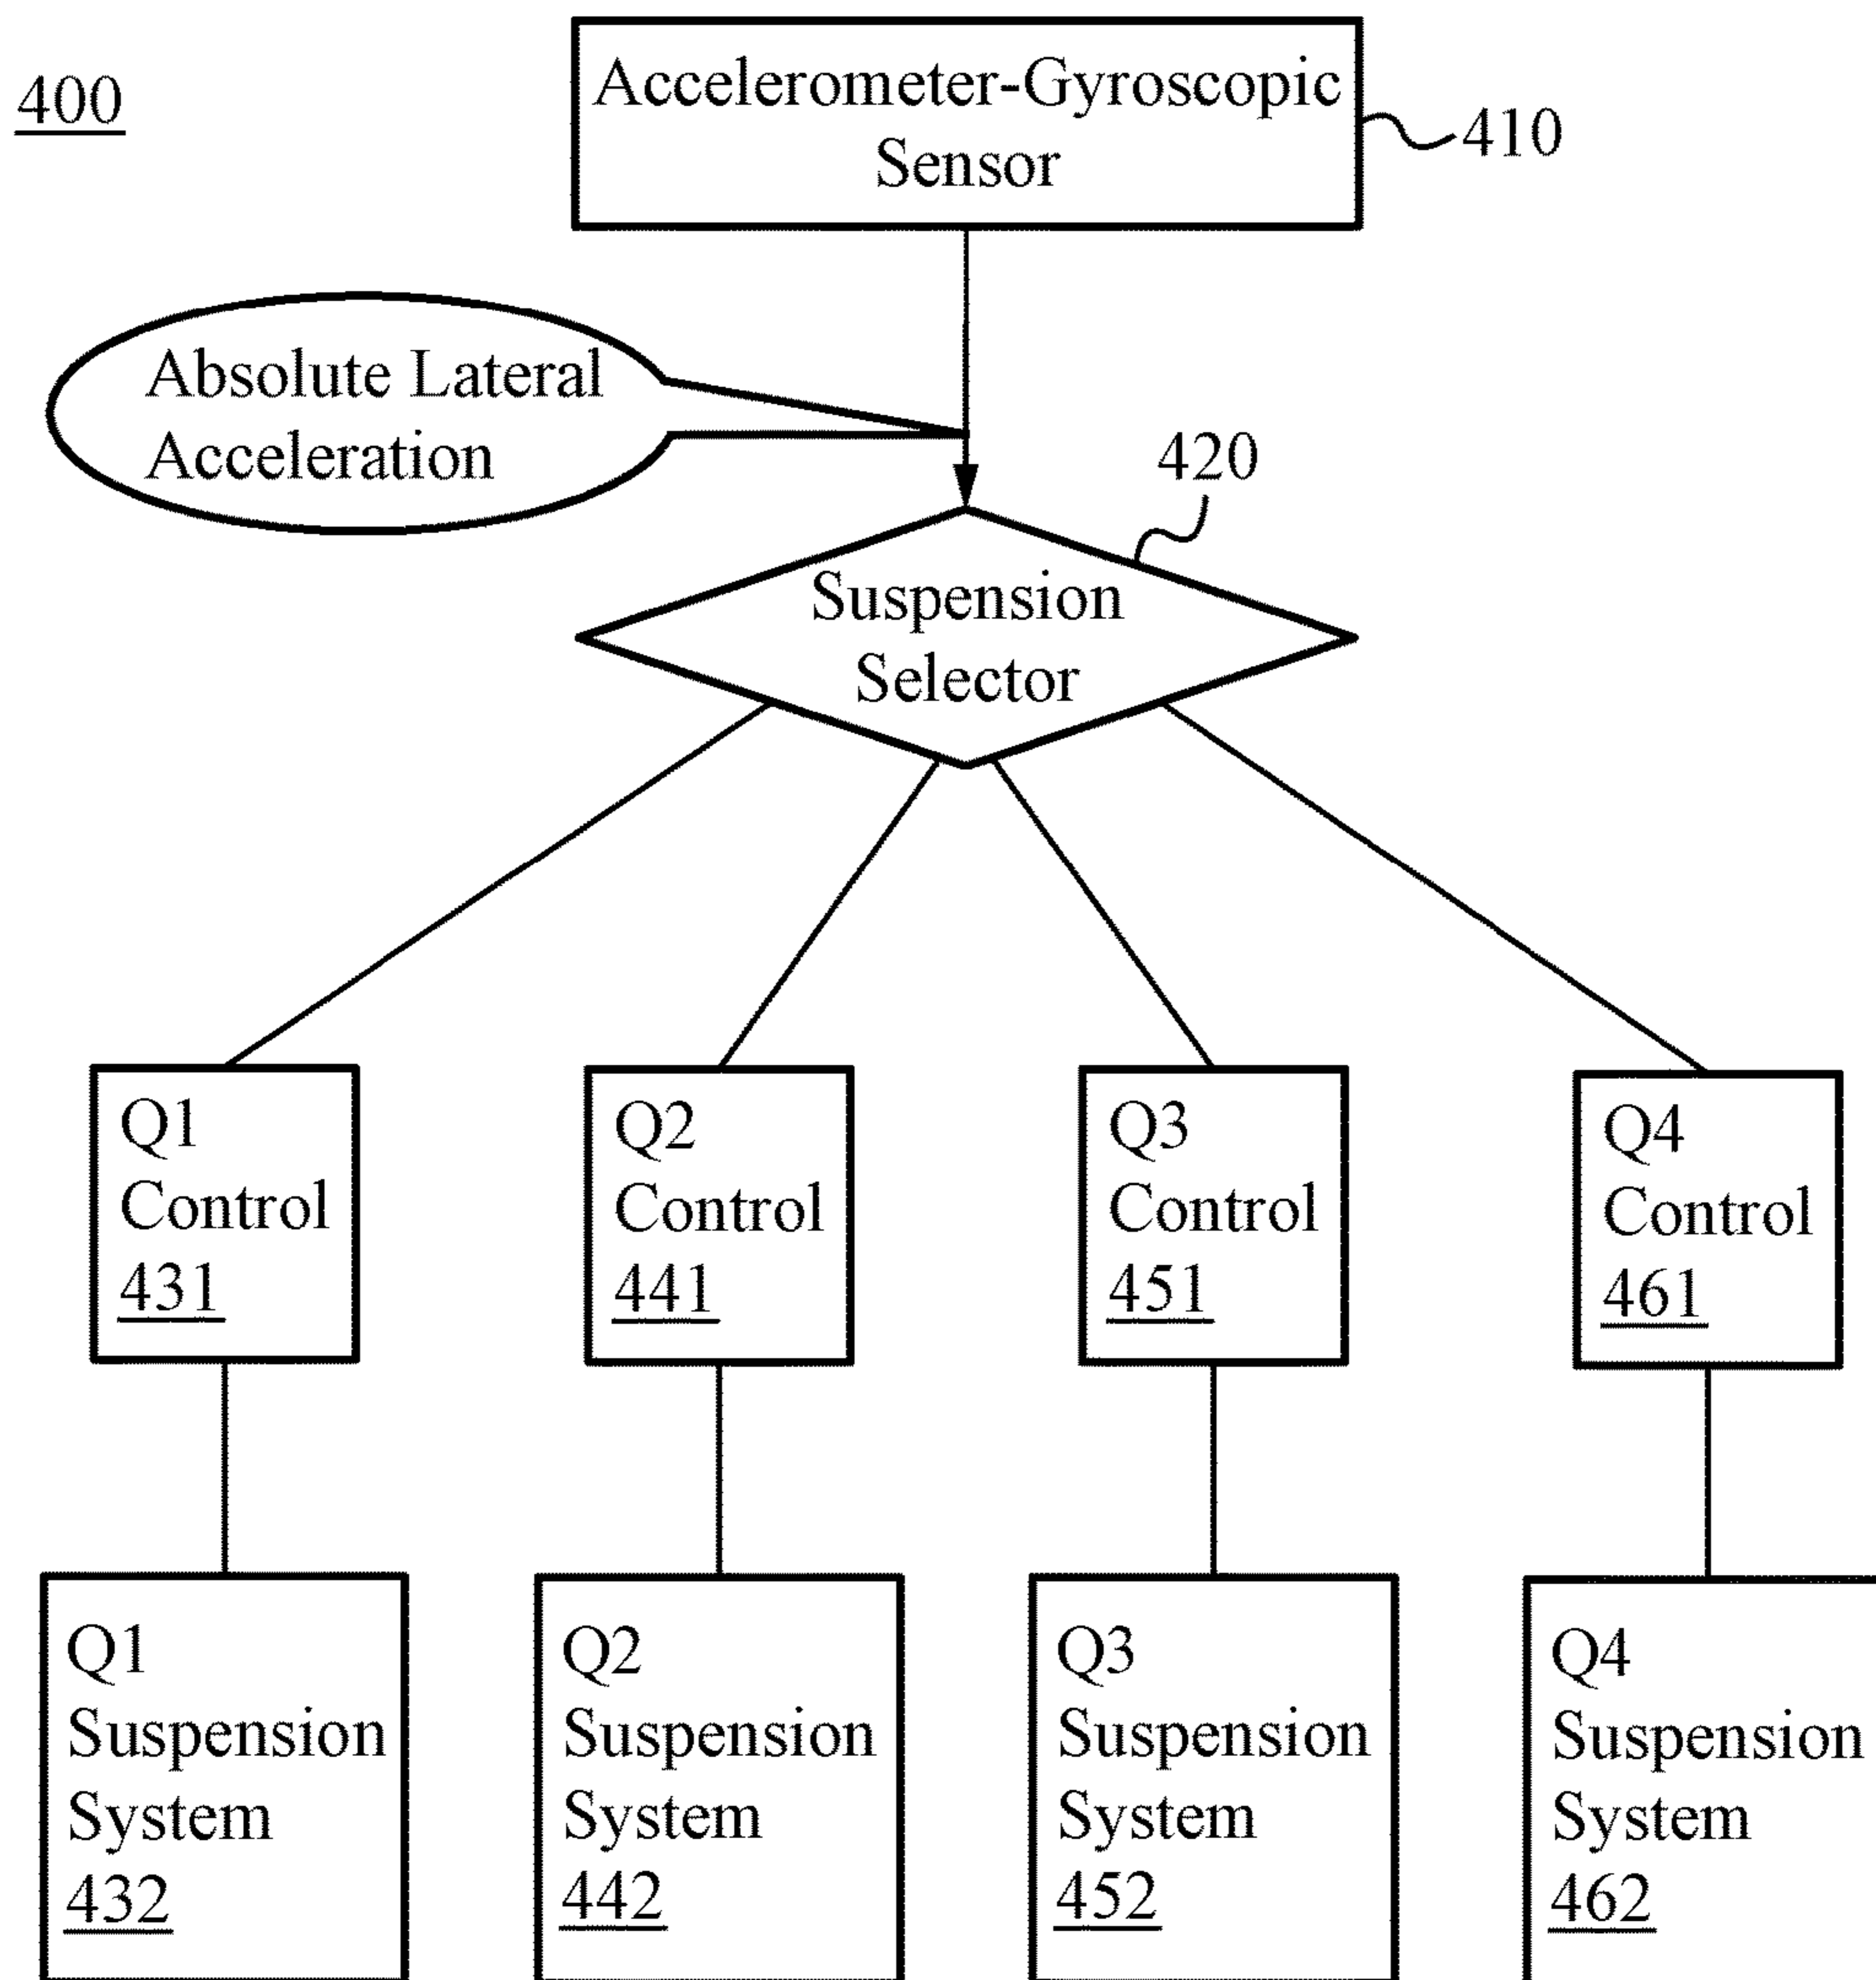 400
Accelerometer-Gyroscopic
Sensor
410
Absolute Lateral
Acceleration
420
Suspension
Selector
Q1
Control
431
Q2
Control
441
Q3
Control
451
Q4
Control
461
Q1
Suspension
System
432
Q2
Suspension
System
442
Q3
Suspension
System
452
Q4
Suspension
System
462